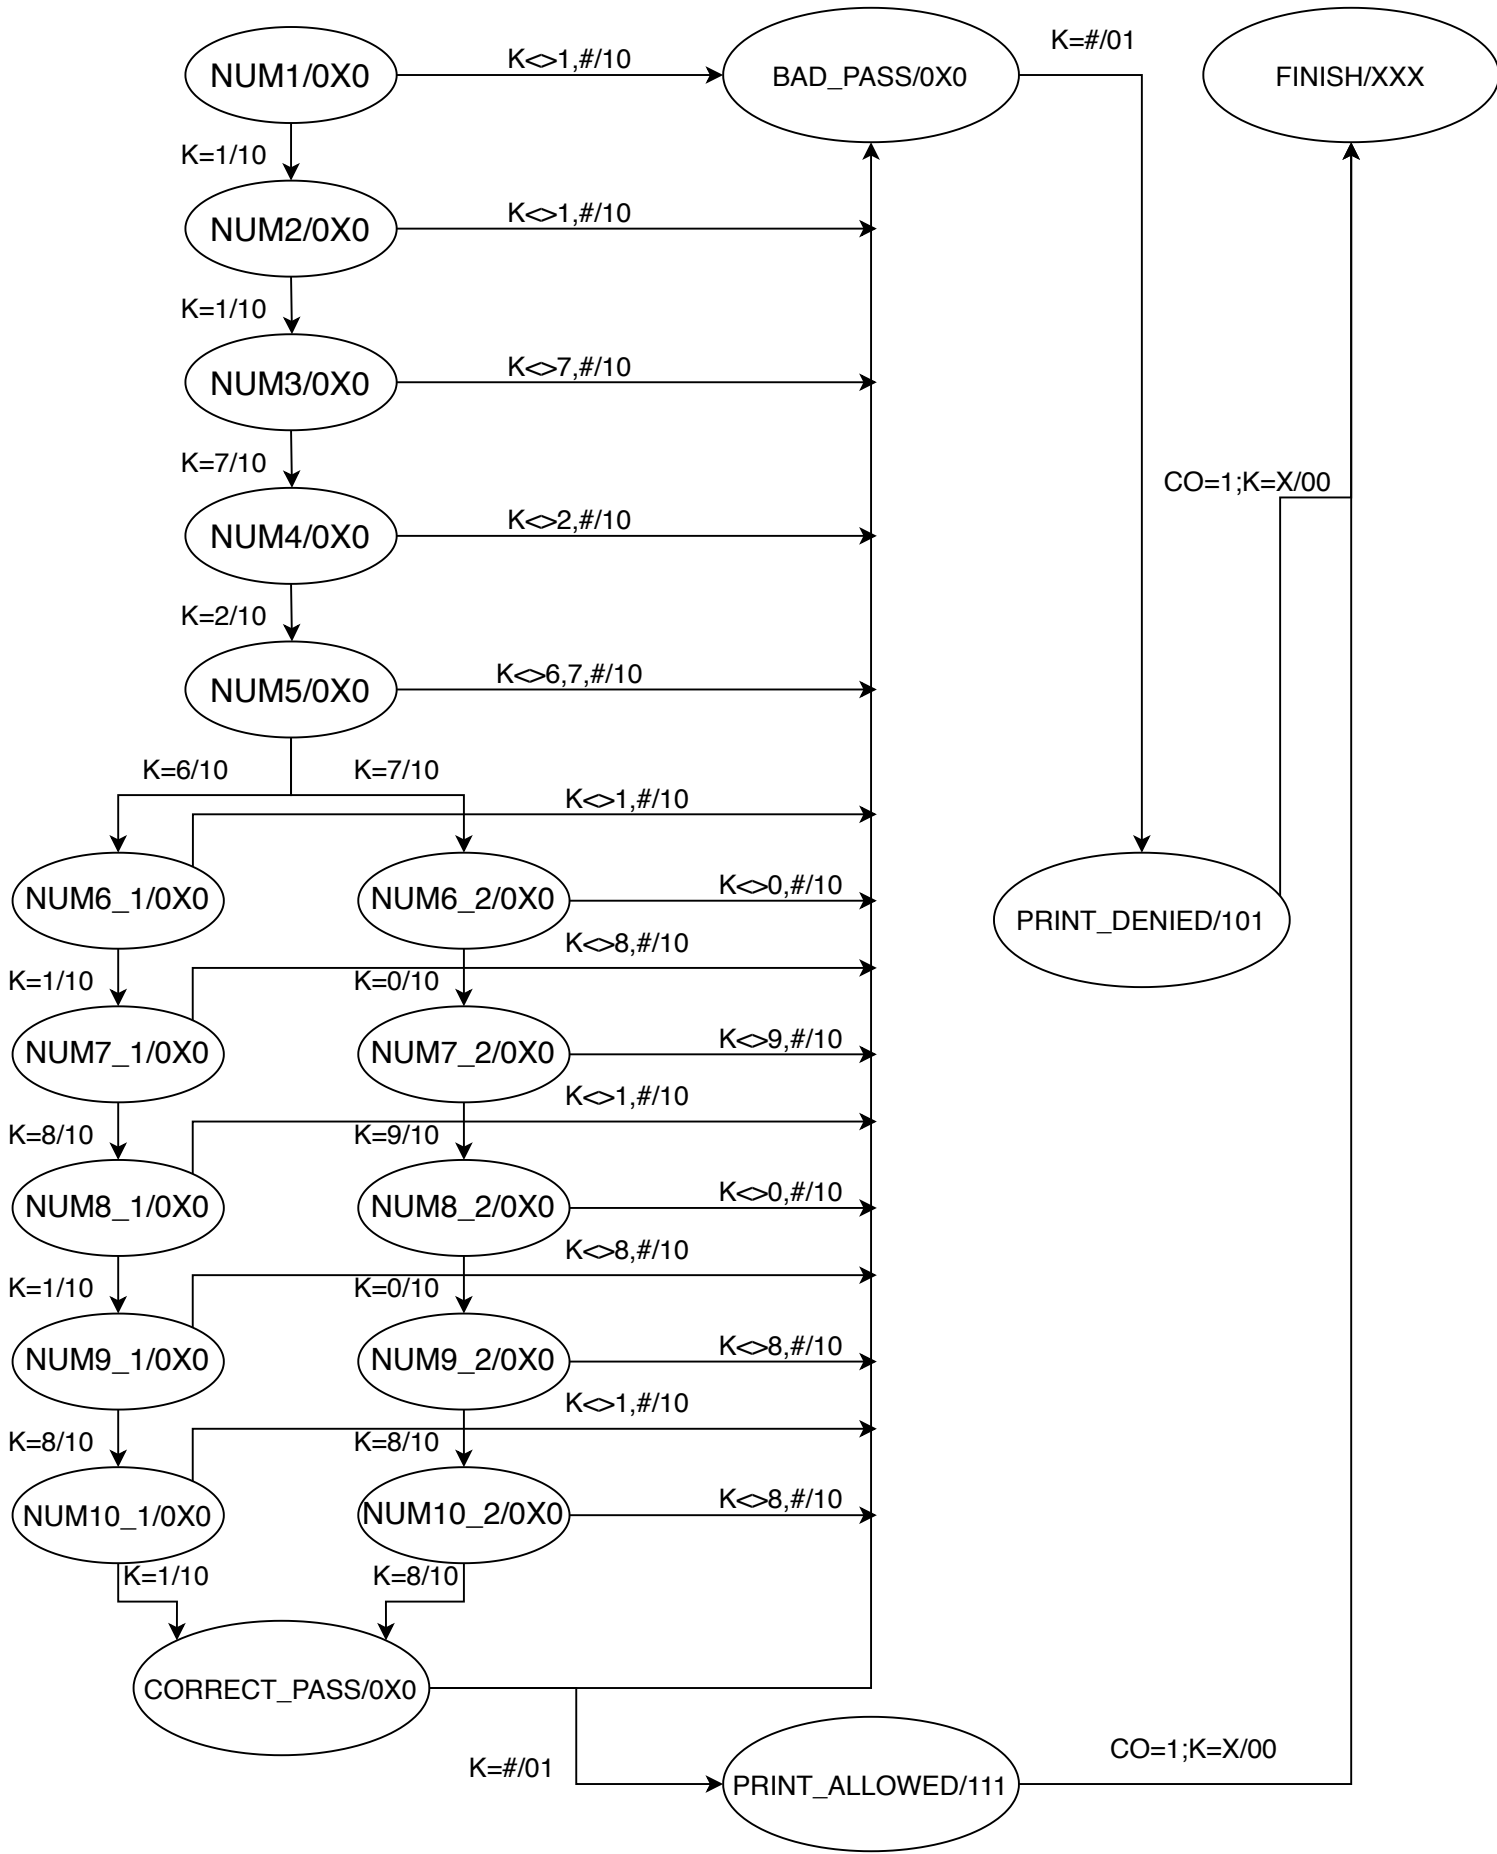 K=#/01
NUM1/0X0
K<>1,#/10
BAD_PASS/0X0
FINISH/XXX
K=1/10
NUM2/0X0
K<>1,#/10
K=1/10
NUM3/0X0
K<>7,#/10
K=7/10
NUM4/0X0
K<>2,#/10
CO=1;K=X/00
K=2/10
NUM5/0X0
K<>6,7,#/10
K=6/10
K=7/10
K<>1,#/10
NUM6_1/0X0
NUM6_2/0X0
K<>0,#/10
PRINT_DENIED/101
K<>8,#/10
K=1/10
K=0/10
NUM7_1/0X0
NUM7_2/0X0
K<>9,#/10
K<>1,#/10
K=8/10
K=9/10
NUM8_1/0X0
NUM8_2/0X0
K<>0,#/10
K<>8,#/10
K=1/10
K=0/10
NUM9_1/0X0
NUM9_2/0X0
K<>8,#/10
K<>1,#/10
K=8/10
K=8/10
NUM10_1/0X0
NUM10_2/0X0
K<>8,#/10
K=1/10
K=8/10
CORRECT_PASS/0X0
K=#/01
PRINT_ALLOWED/111
CO=1;K=X/00